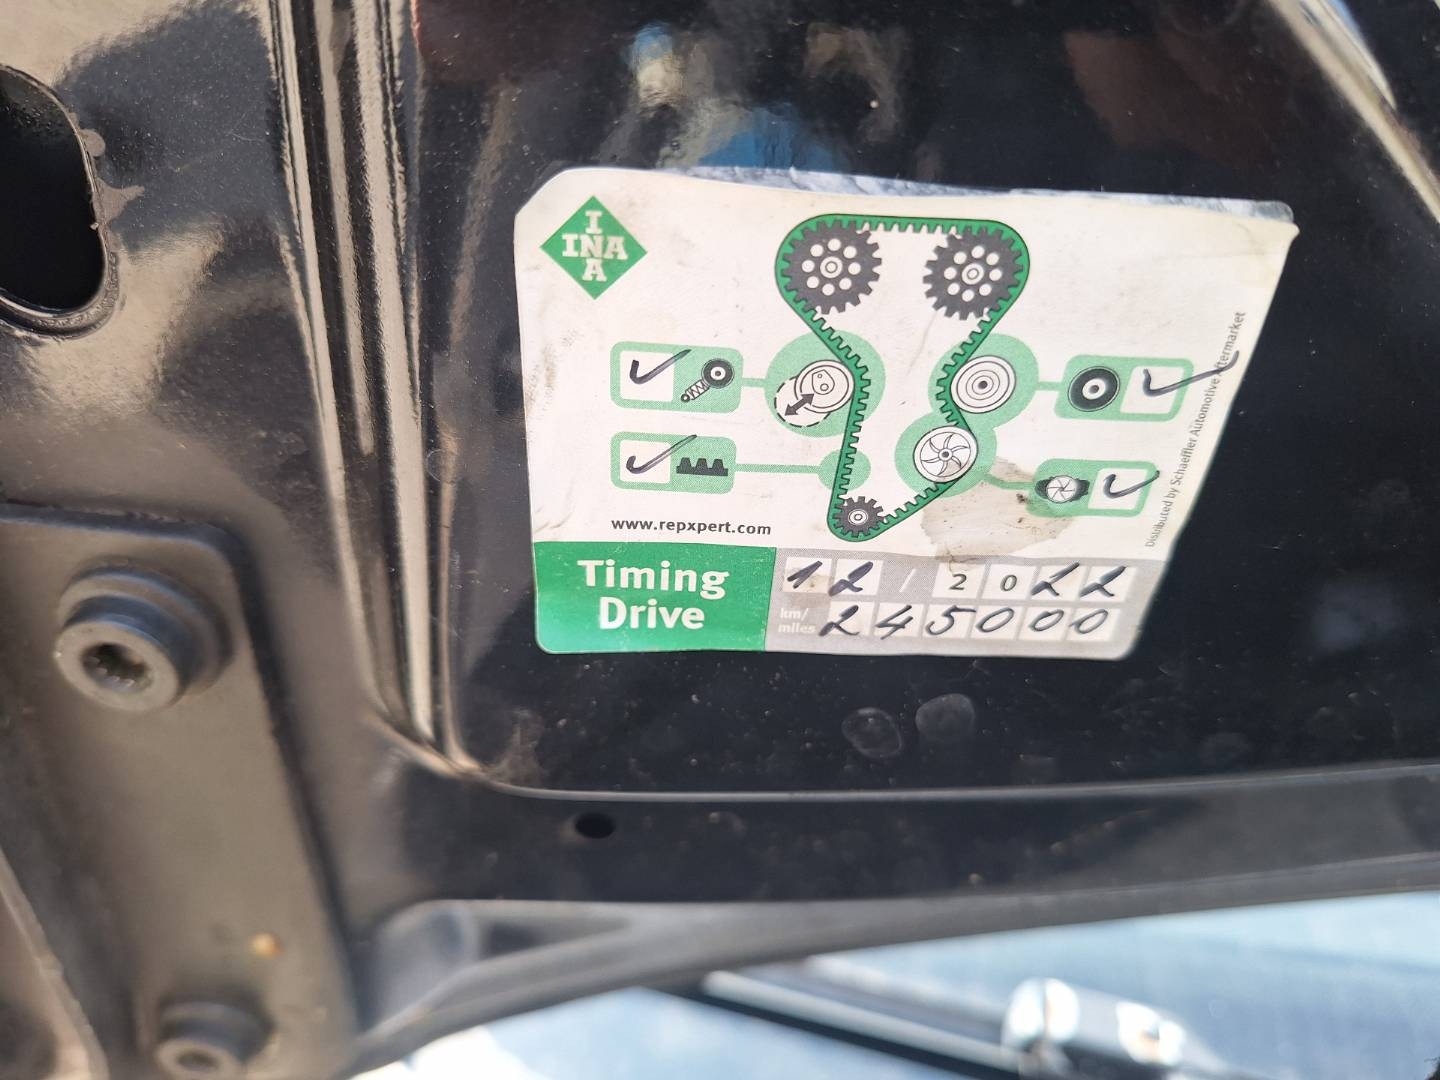 I
INA
A
www.repxpert.com
Distributed by Schaeffler Automotive Aftermarket
Timing
Drive
12 / 2022
km/
miles 245000